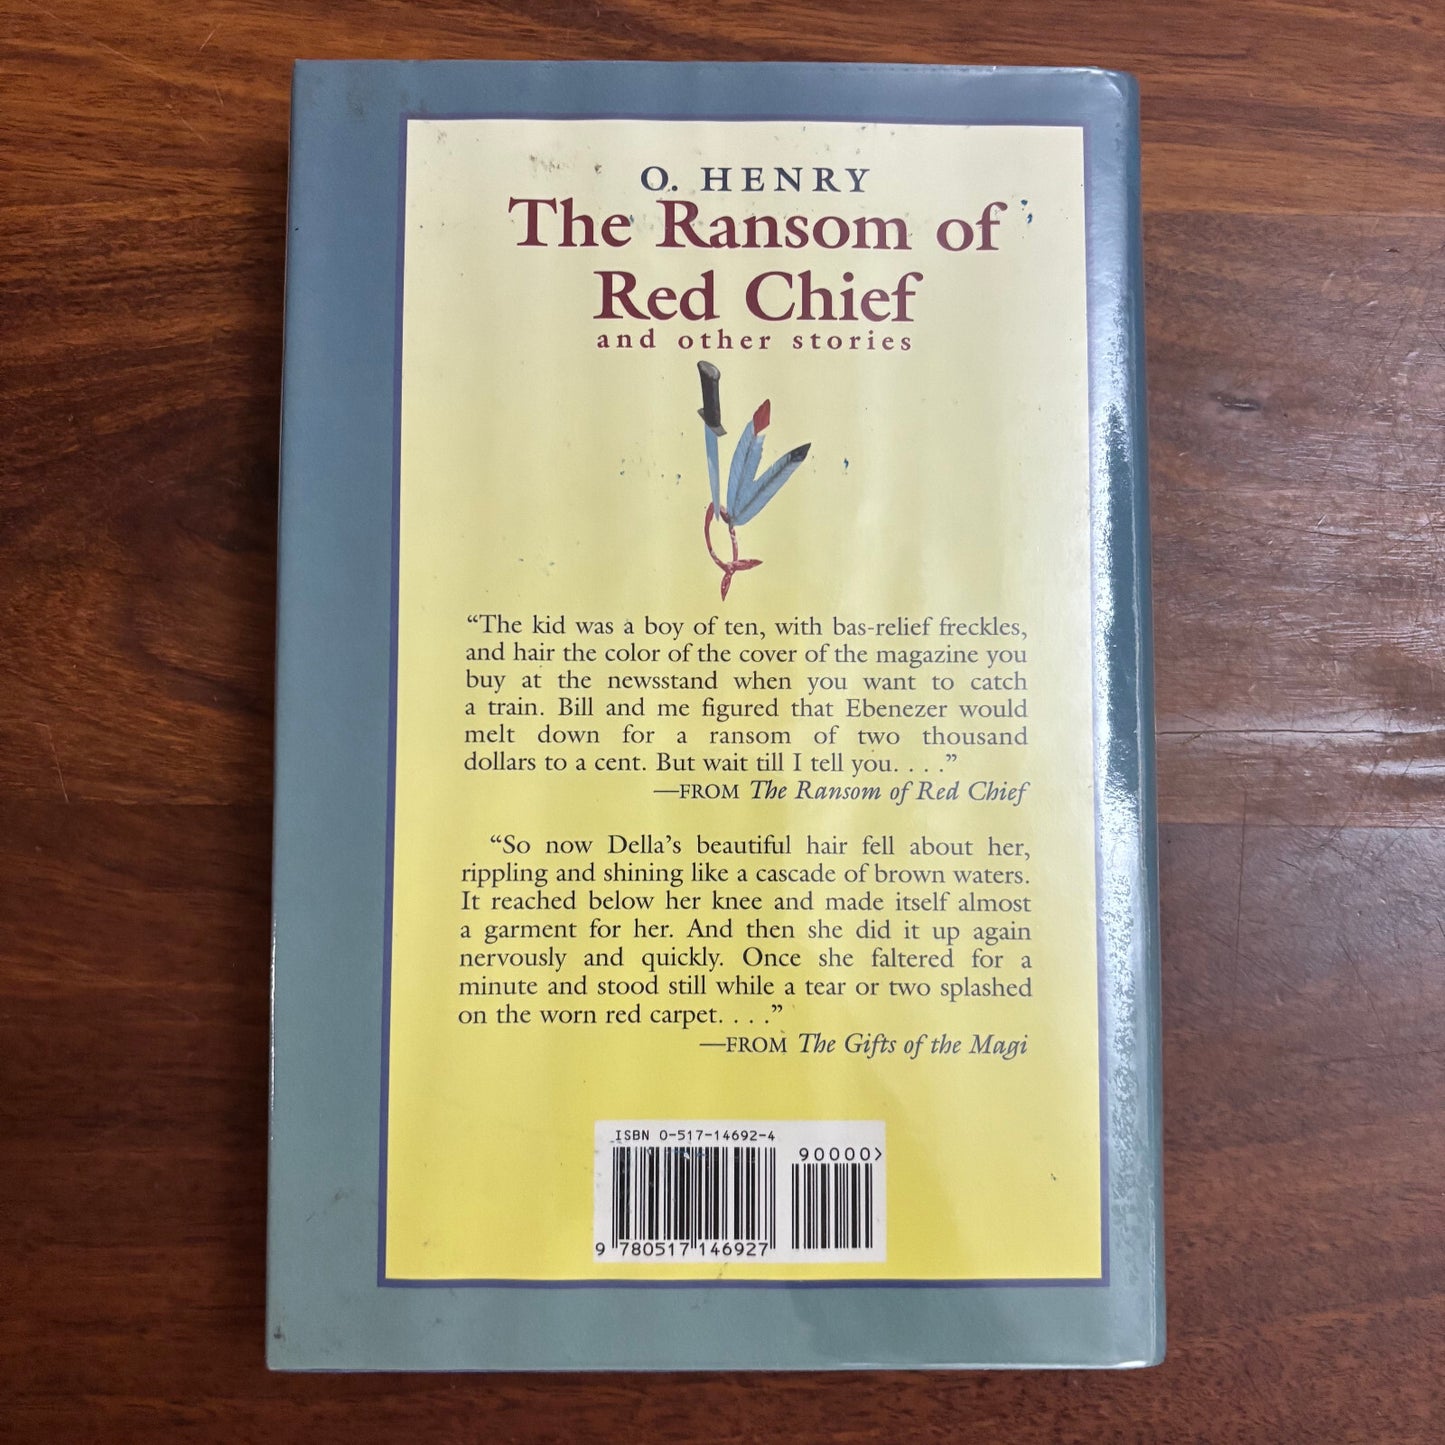 O. HENRY
The Ransom of
Red Chief
and other stories
“The kid was a boy of ten, with bas-relief freckles,
and hair the color of the cover of the magazine you
buy at the newsstand when you want to catch
a train. Bill and me figured that Ebenezer would
melt down for a ransom of two thousand
dollars to a cent. But wait till I tell you. . . .”
—FROM The Ransom of Red Chief
“So now Della’s beautiful hair fell about her,
rippling and shining like a cascade of brown waters.
It reached below her knee and made itself almost
a garment for her. And then she did it up again
nervously and quickly. Once she faltered for a
minute and stood still while a tear or two splashed
on the worn red carpet. . . .”
—FROM The Gifts of the Magi
ISBN 0-517-14692-4
90000>
9 780517 146927